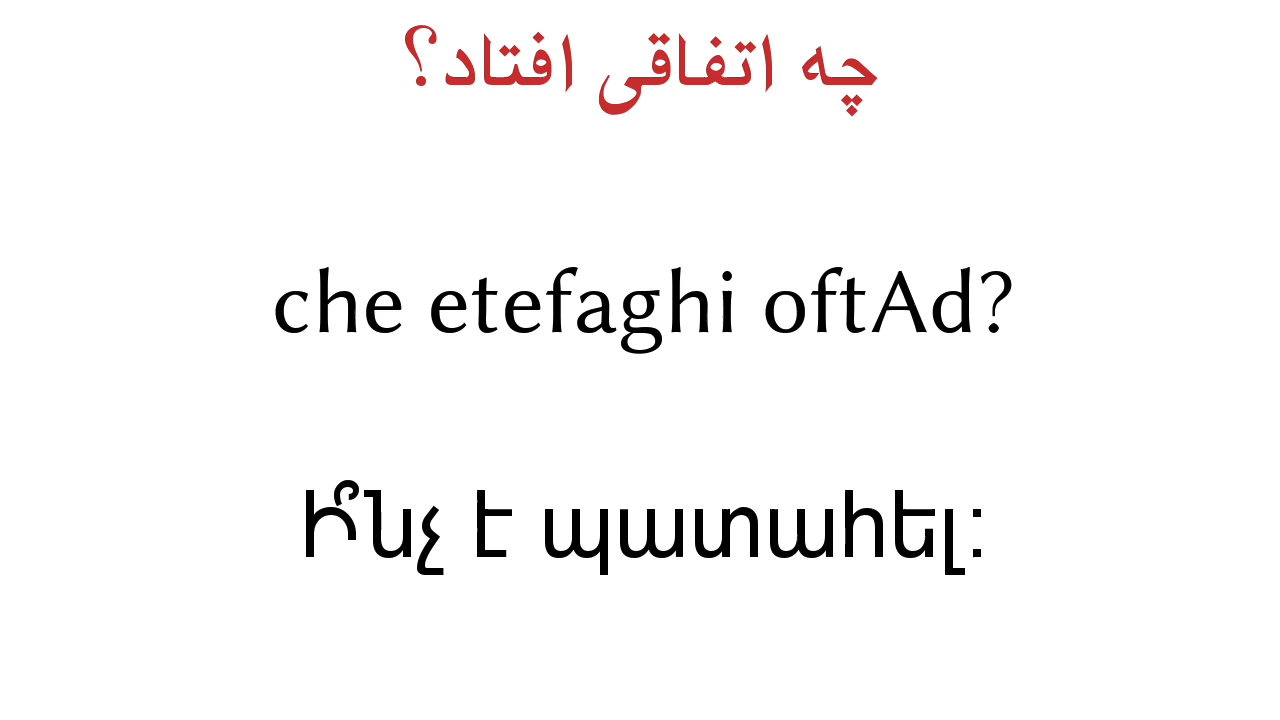 چه اتفاقی افتاد؟
che etefaghi oftAd?
Ի՞նչ է պատահել: